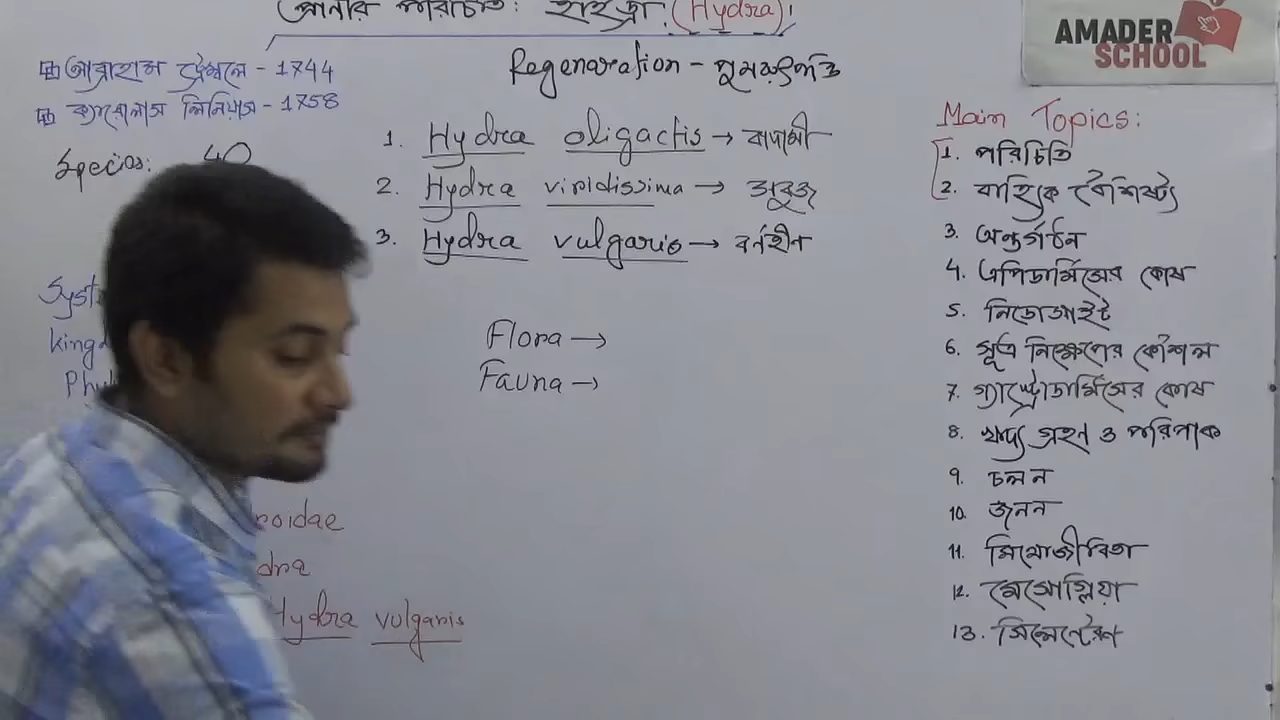 প্রাণীর পরিচিতি: হাইড্রা (Hydra)
AMADER SCHOOL
Regeneration - পুনরুৎপত্তি
আব্রাহাম ট্রেম্বলে - 1744
ক্যারোলাস লিনিয়াস - 1758
Species: 40
1. Hydra oligactis → বাদামী
2. Hydra viridissima → সবুজ
3. Hydra vulgaris → বর্ণহীন
Flora →
Fauna →
Hydra vulgaris
Main Topics:
1. পরিচিতি
2. বাহ্যিক বৈশিষ্ট্য
3. অন্তর্গঠন
4. এপিডার্মিসের কোষ
5. নিডোসাইট
6. সূত্র নিক্ষেপের কৌশল
7. গ্যাস্ট্রোডার্মিসের কোষ
8. খাদ্য গ্রহণ ও পরিপাক
9. চলন
10. জনন
11. মিথোজীবিতা
12. মেসোগ্লিয়া
13. সিলেন্টেরন